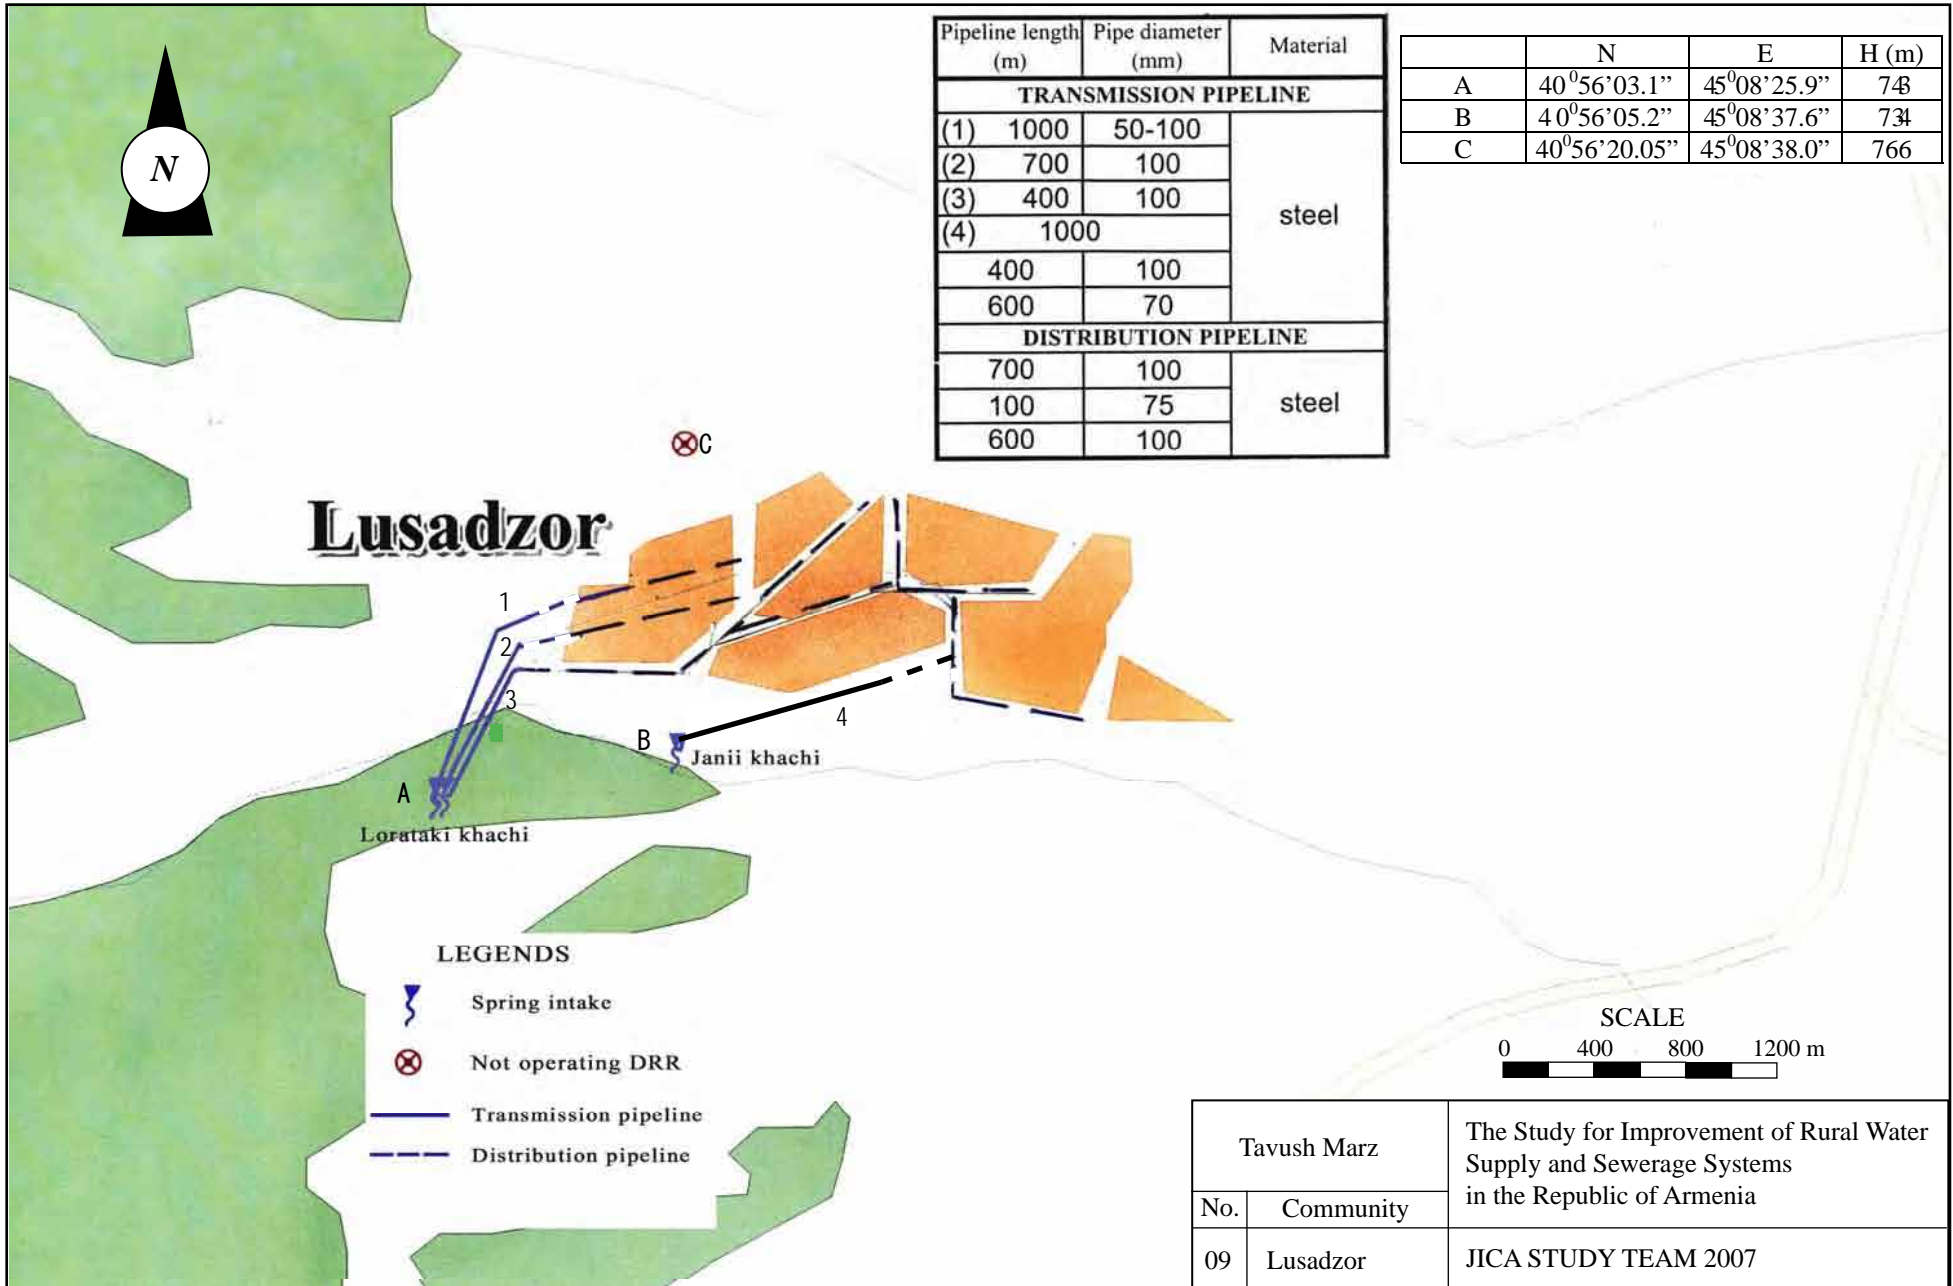 N
Pipeline length (m) Pipe diameter (mm) Material
TRANSMISSION PIPELINE
(1) 1000 50-100 steel
(2) 700 100
(3) 400 100
(4) 1000
400 100
600 70
DISTRIBUTION PIPELINE
700 100 steel
100 75
600 100
N E H (m)
A 40⁰56’03.1” 45⁰08’25.9” 743
B 40⁰56’05.2” 45⁰08’37.6” 734
C 40⁰56’20.05” 45⁰08’38.0” 766
C
Lusadzor
1
2
3
4
B
Janii khachi
A
Lorataki khachi
LEGENDS
Spring intake
Not operating DRR
Transmission pipeline
Distribution pipeline
SCALE
0 400 800 1200 m
Tavush Marz
The Study for Improvement of Rural Water
Supply and Sewerage Systems
in the Republic of Armenia
No. Community
09 Lusadzor
JICA STUDY TEAM 2007